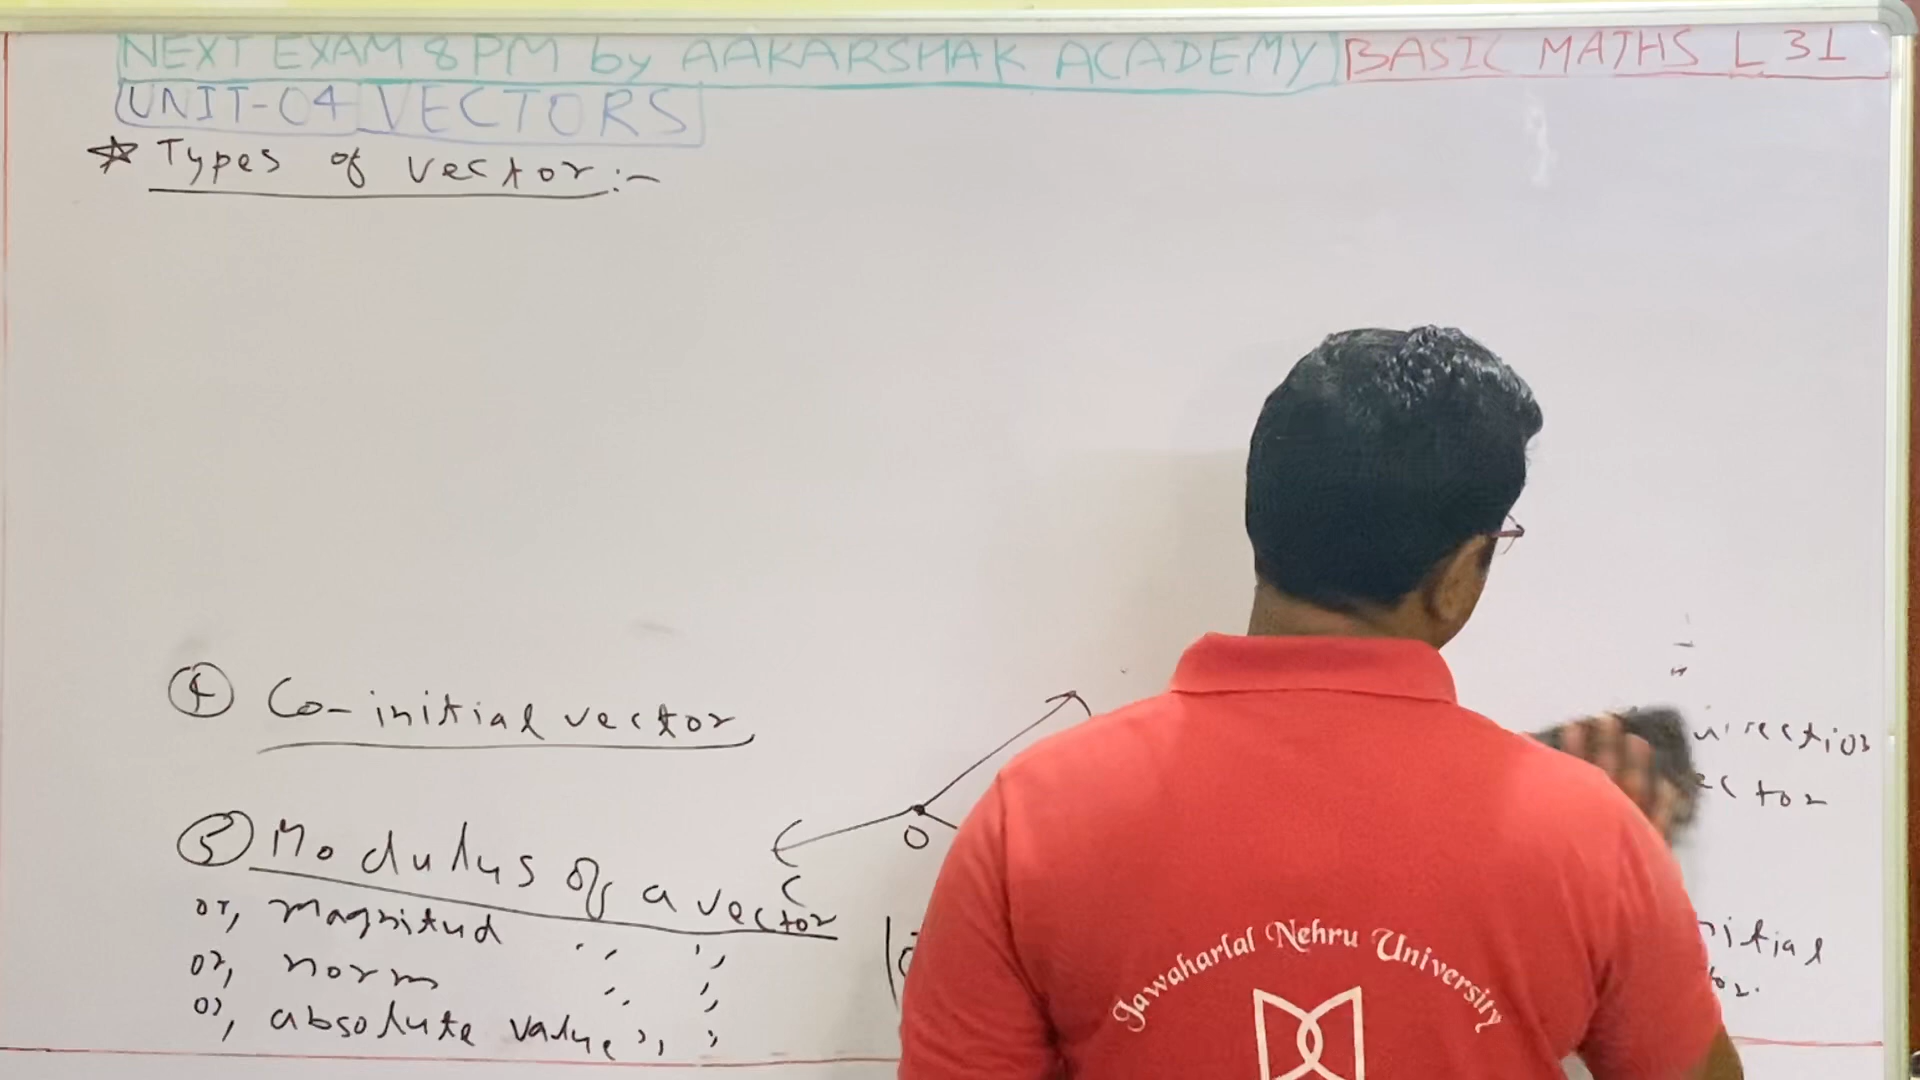 NEXT EXAM 8PM by AAKARSHAK ACADEMY BASIC MATHS L 31
UNIT-04 VECTORS
Types of vector:-
④ Co-initial vector
O
⑤ Modulus of a vector
or, magnitud ,, ,,
or, norm ,, ,,
or, absolute value ,, ,,
Jawaharlal Nehru University